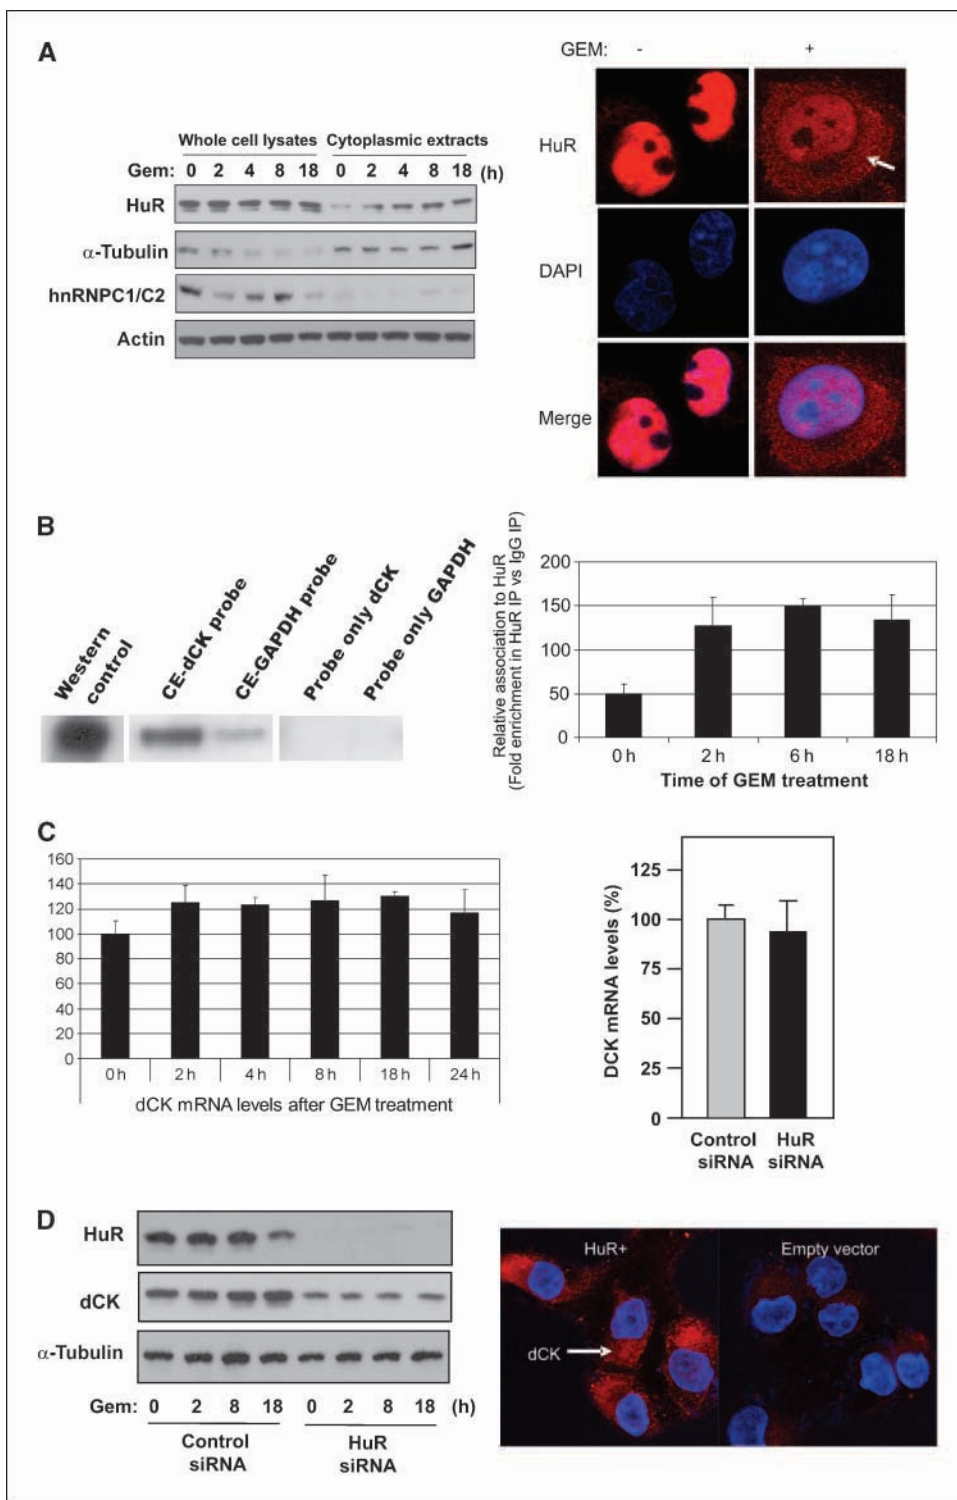 A
GEM: - +
Whole cell lysates Cytoplasmic extracts
Gem: 0 2 4 8 18 0 2 4 8 18 (h)
HuR
α-Tubulin
hnRNPC1/C2
Actin
HuR
DAPI
Merge
B
Western
control
CE-dCK probe
CE-GAPDH probe
Probe only dCK
Probe only GAPDH
Relative association to HuR
(Fold enrichment in HuR IP vs IgG IP)
200
150
100
50
0
0 h 2 h 6 h 18 h
Time of GEM treatment
C
160
140
120
100
80
60
40
20
0
0 h 2 h 4 h 8 h 18 h 24 h
dCK mRNA levels after GEM treatment
DCK mRNA levels (%)
125
100
75
50
25
0
Control HuR
siRNA siRNA
D
HuR
dCK
α-Tubulin
Gem: 0 2 8 18 0 2 8 18 (h)
Control HuR
siRNA siRNA
HuR+ Empty vector
dCK